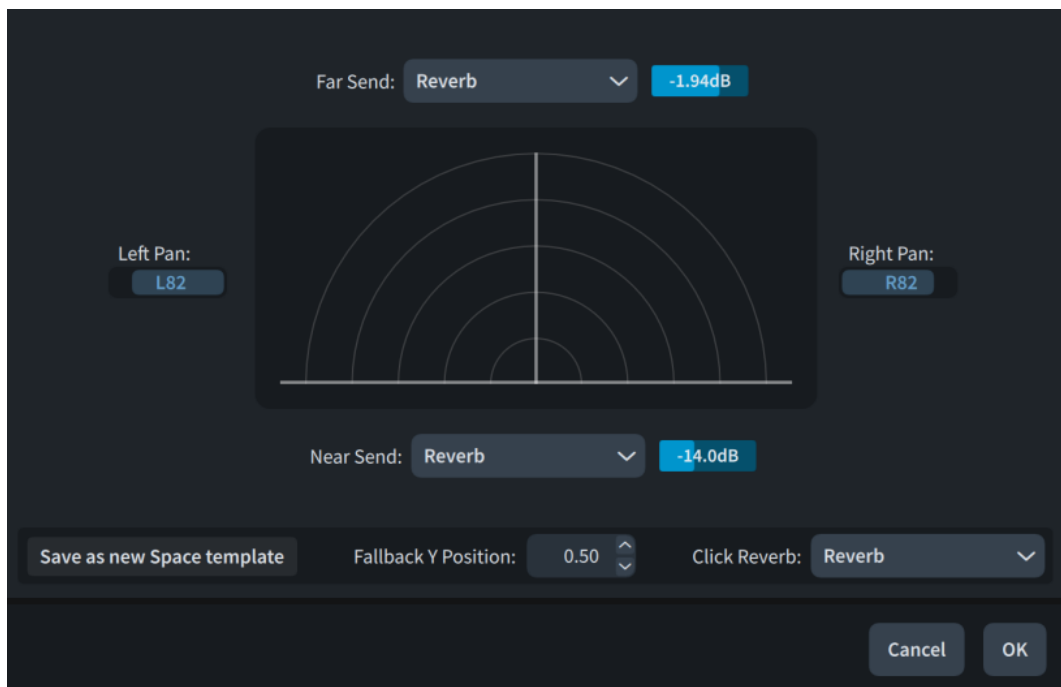 Far Send: Reverb -1.94dB
Left Pan:
L82
Right Pan:
R82
Near Send: Reverb -14.0dB
Save as new Space template Fallback Y Position: 0.50 Click Reverb: Reverb
Cancel OK